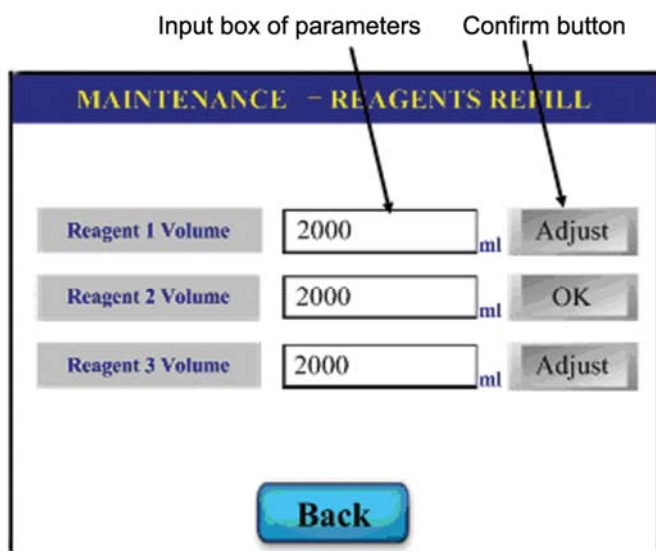 Input box of parameters Confirm button
MAINTENANCE - REAGENTS REFILL
Reagent 1 Volume 2000 ml Adjust
Reagent 2 Volume 2000 ml OK
Reagent 3 Volume 2000 ml Adjust
Back